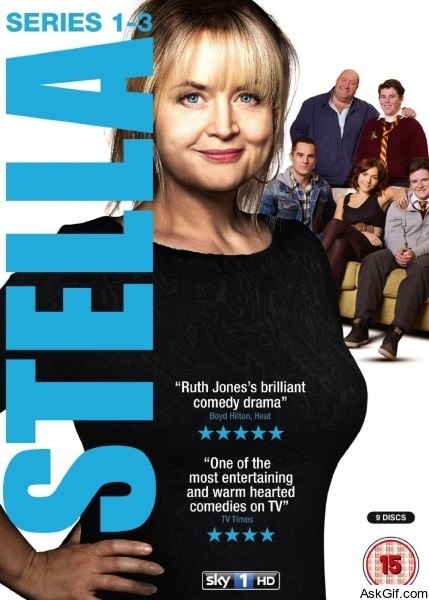 SERIES 1-3
STELLA
"Ruth Jones's brilliant
comedy drama"
Boyd Hilton, Heat
"One of the
most entertaining
and warm hearted
comedies on TV"
TV Times
9 DISCS
sky 1 HD
15
AskGif.com